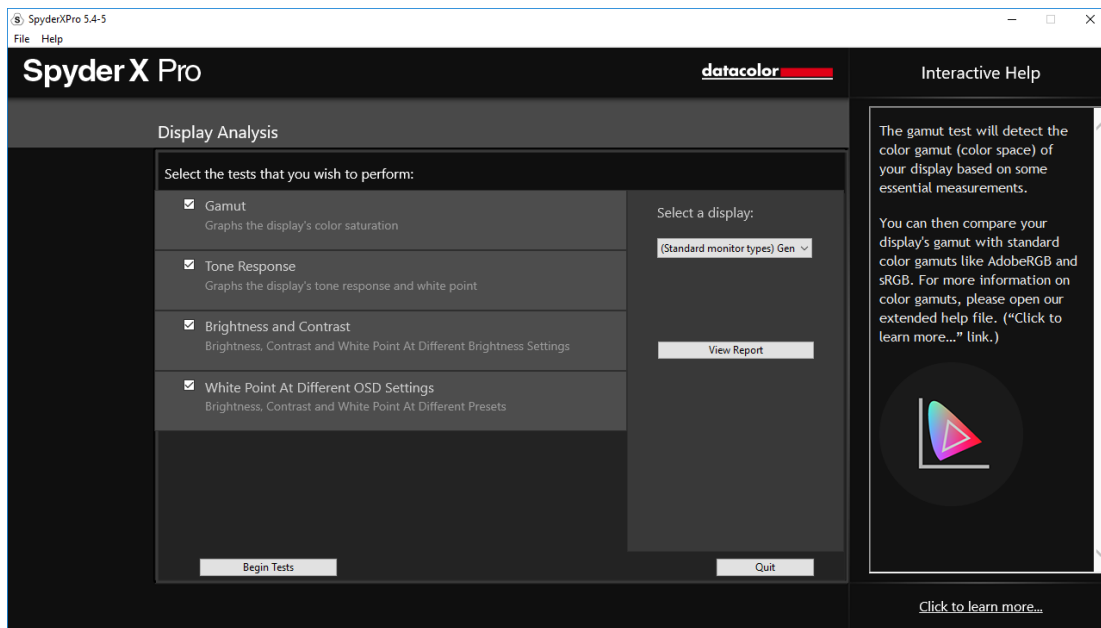 SpyderXPro 5.4-5
File Help
Spyder X Pro
datacolor
Interactive Help
Display Analysis
Select the tests that you wish to perform:
Gamut
Graphs the display's color saturation
Tone Response
Graphs the display's tone response and white point
Brightness and Contrast
Brightness, Contrast and White Point At Different Brightness Settings
White Point At Different OSD Settings
Brightness, Contrast and White Point At Different Presets
Select a display:
(Standard monitor types) Gen
View Report
Begin Tests
Quit
The gamut test will detect the
color gamut (color space) of
your display based on some
essential measurements.
You can then compare your
display's gamut with standard
color gamuts like AdobeRGB and
sRGB. For more information on
color gamuts, please open our
extended help file. (“Click to
learn more...” link.)
Click to learn more...